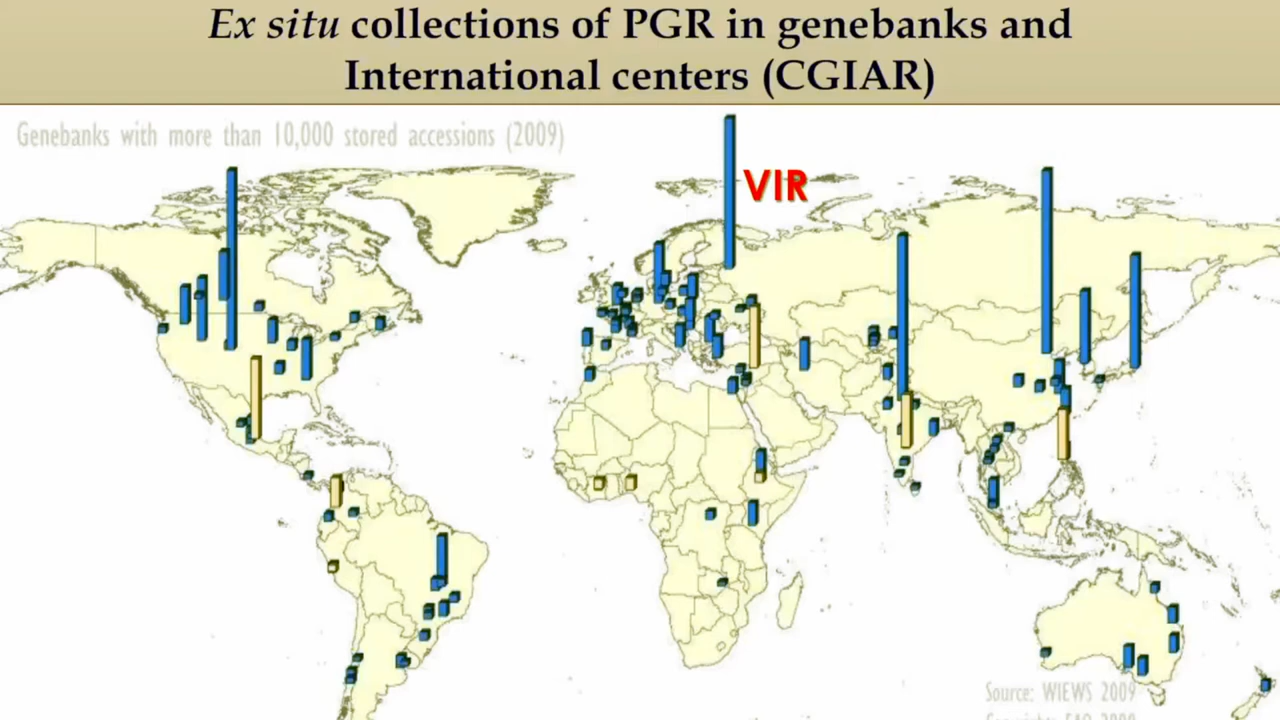 Ex situ collections of PGR in genebanks and
International centers (CGIAR)
Genebanks with more than 10,000 stored accessions (2009)
VIR
Source: WIEWS 2009